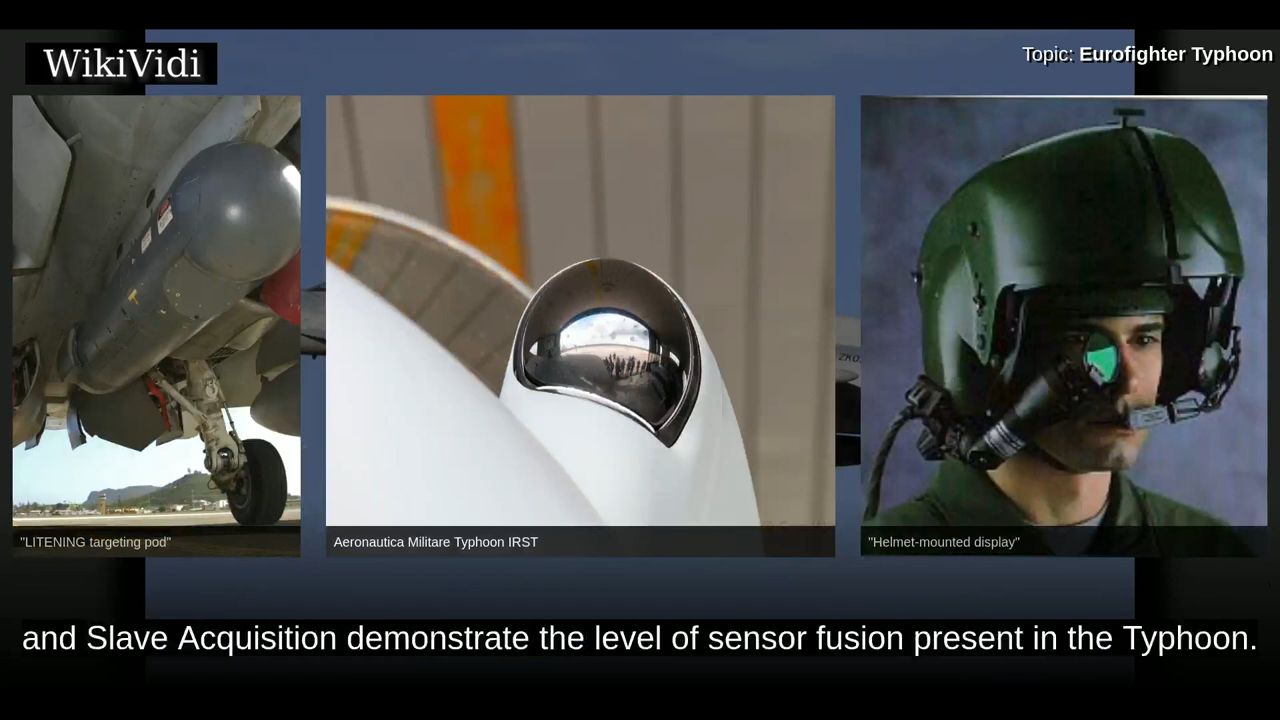 WikiVidi
Topic: Eurofighter Typhoon
"LITENING targeting pod"
Aeronautica Militare Typhoon IRST
"Helmet-mounted display"
and Slave Acquisition demonstrate the level of sensor fusion present in the Typhoon.